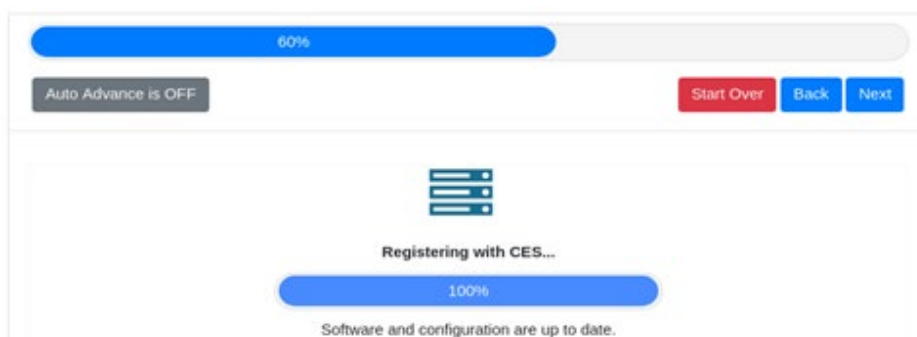 60%
Auto Advance is OFF Start Over Back Next
Registering with CES...
100%
Software and configuration are up to date.